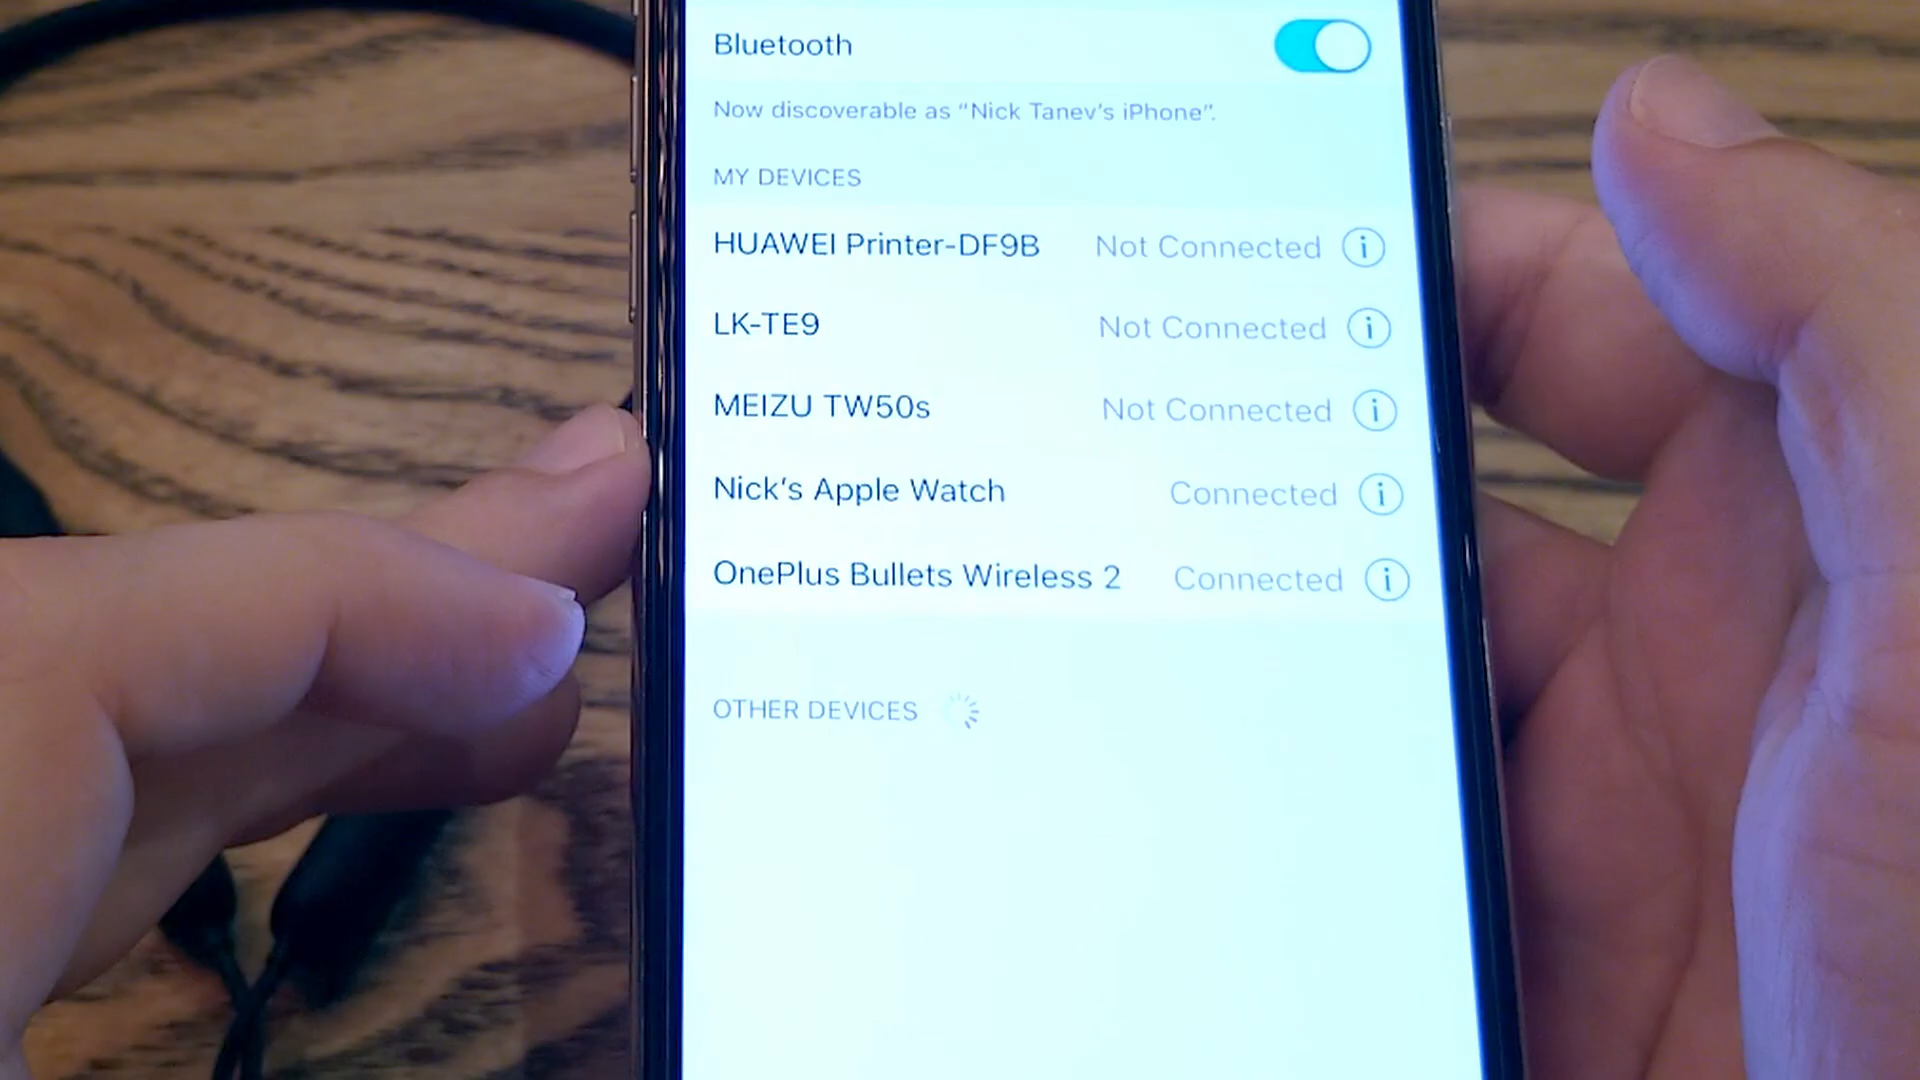 Bluetooth
Now discoverable as “Nick Tanev’s iPhone”.
MY DEVICES
HUAWEI Printer-DF9B Not Connected i
LK-TE9 Not Connected i
MEIZU TW50s Not Connected i
Nick’s Apple Watch Connected i
OnePlus Bullets Wireless 2 Connected i
OTHER DEVICES